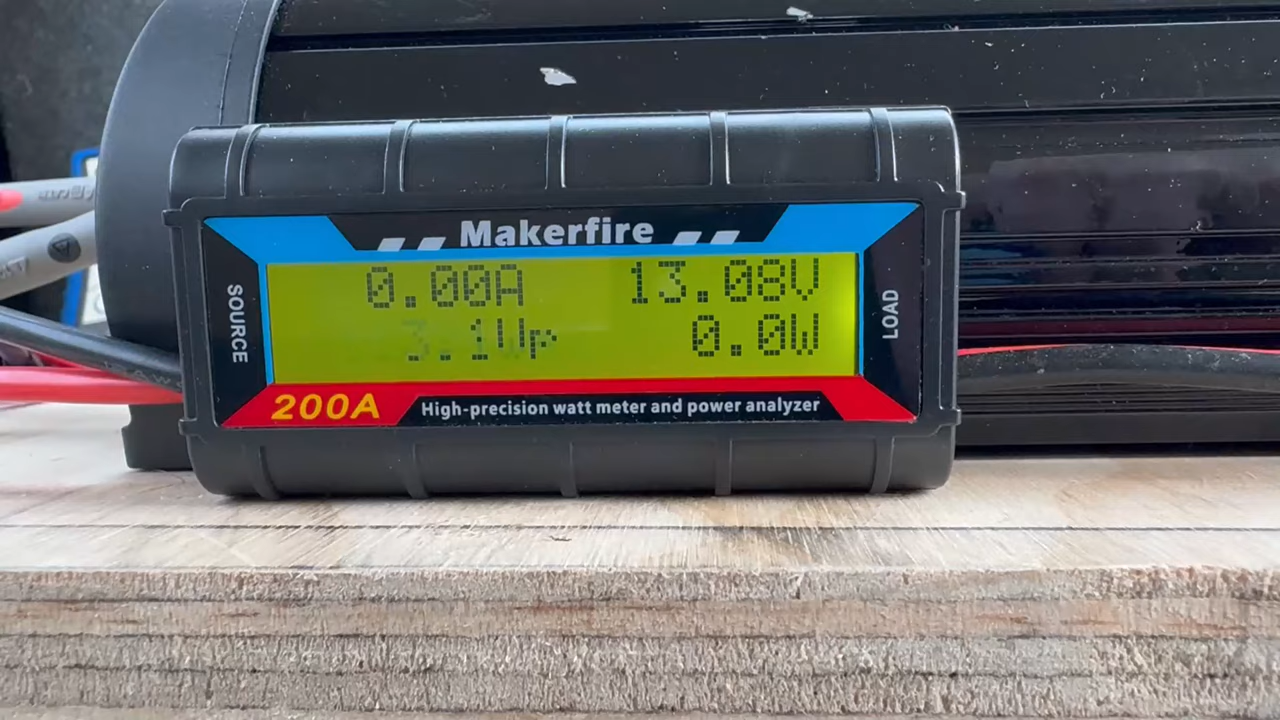 Makerfire
SOURCE
0.00A 13.08V
3.1Wp 0.0W
LOAD
200A
High-precision watt meter and power analyzer